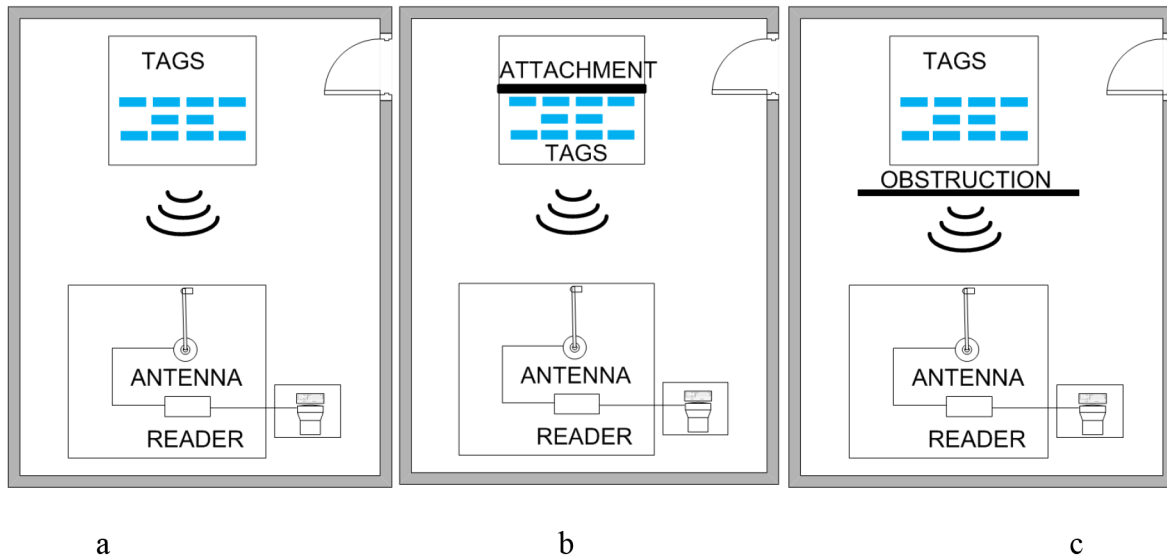 TAGS
ANTENNA
READER
ATTACHMENT
TAGS
ANTENNA
READER
TAGS
OBSTRUCTION
ANTENNA
READER
a
b
c